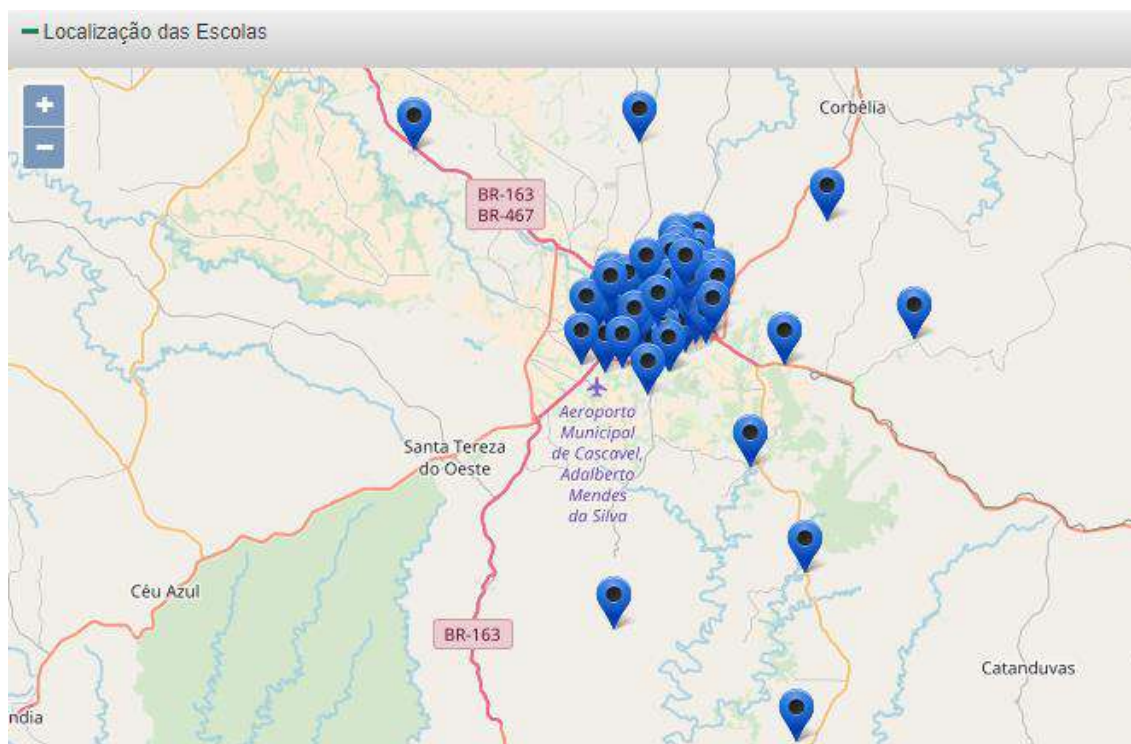 Localização das Escolas
+
−
Corbélia
BR-163
BR-467
Aeroporto
Municipal
de Cascavel,
Adalberto
Mendes
da Silva
Santa Tereza
do Oeste
Céu Azul
BR-163
Catanduvas
ndia